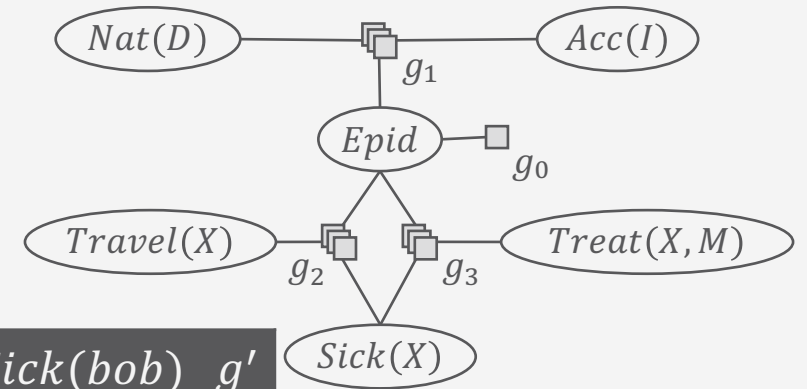 Nat(D)
Acc(I)
g₁
Epid
g₀
Travel(X)
Treat(X, M)
g₂
g₃
ick(bob) g′
Sick(X)